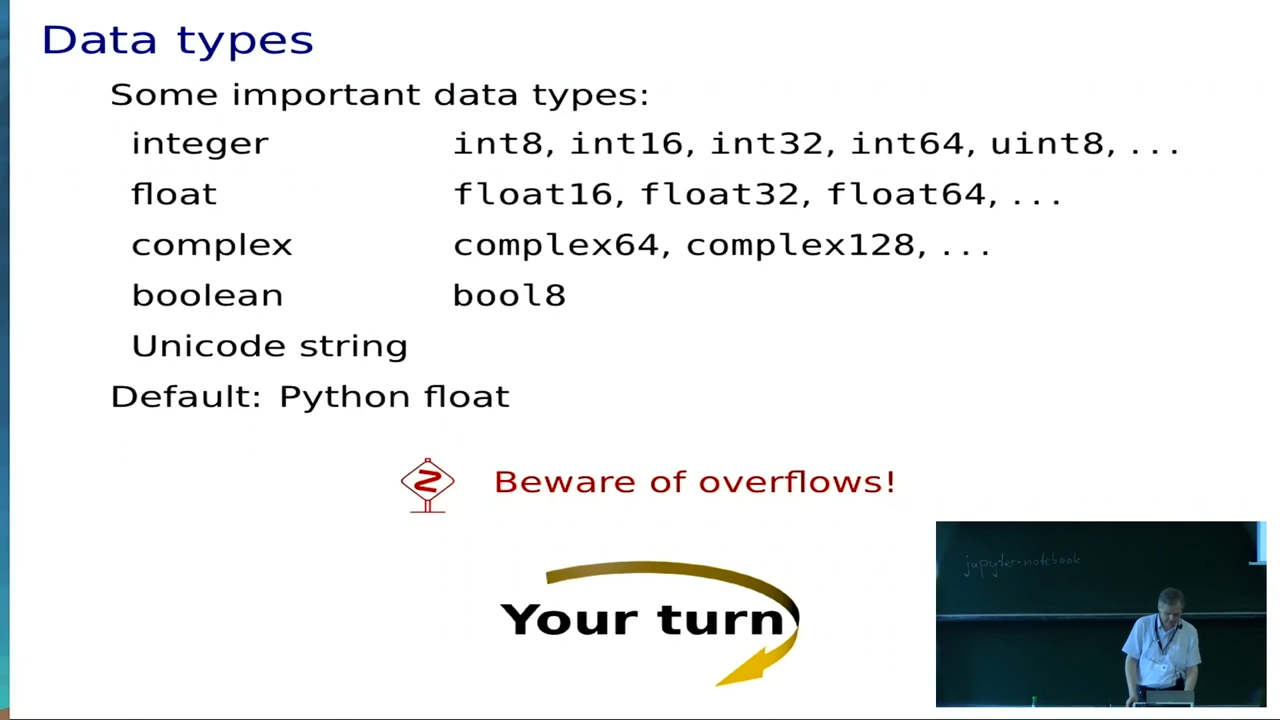 Data types
Some important data types:
integer int8, int16, int32, int64, uint8, ...
float float16, float32, float64, ...
complex complex64, complex128, ...
boolean bool8
Unicode string
Default: Python float
Beware of overflows!
Your turn
jupyter-notebook